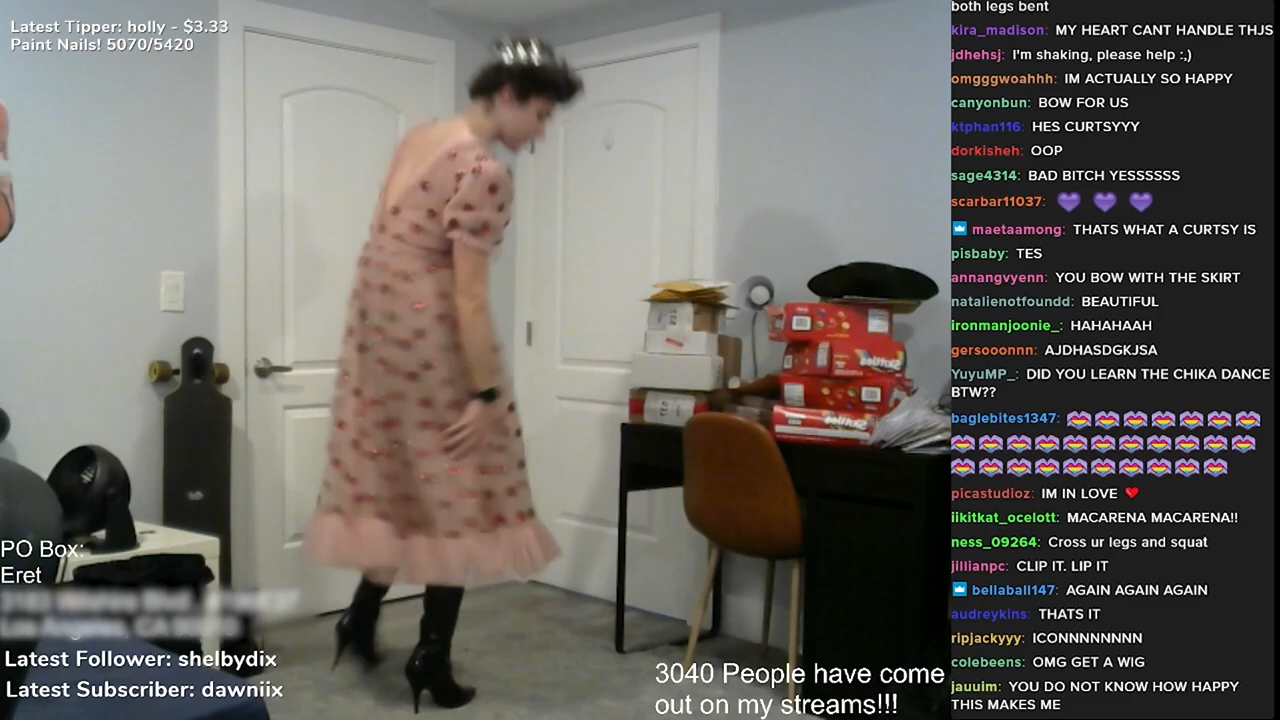 Latest Tipper: holly - $3.33
Paint Nails! 5070/5420
PO Box:
Eret
Latest Follower: shelbydix
Latest Subscriber: dawniix
3040 People have come
out on my streams!!!
both legs bent
kira_madison: MY HEART CANT HANDLE THJS
jdhehsj: I'm shaking, please help :,)
omgggwoahhh: IM ACTUALLY SO HAPPY
canyonbun: BOW FOR US
ktphan116: HES CURTSYYY
dorkisheh: OOP
sage4314: BAD BITCH YESSSSSS
scarbar11037:
maetaamong: THATS WHAT A CURTSY IS
pisbaby: TES
annangvyenn: YOU BOW WITH THE SKIRT
natalienotfoundd: BEAUTIFUL
ironmanjoonie_: HAHAHAAH
gersooonnn: AJDHASDGKJSA
YuyuMP_: DID YOU LEARN THE CHIKA DANCE
BTW??
baglebites1347:
picastudioz: IM IN LOVE
iikitkat_ocelott: MACARENA MACARENA!!
ness_09264: Cross ur legs and squat
jillianpc: CLIP IT. LIP IT
bellaball147: AGAIN AGAIN AGAIN
audreykins: THATS IT
ripjackyyy: ICONNNNNNNN
colebeens: OMG GET A WIG
jauuim: YOU DO NOT KNOW HOW HAPPY
THIS MAKES ME